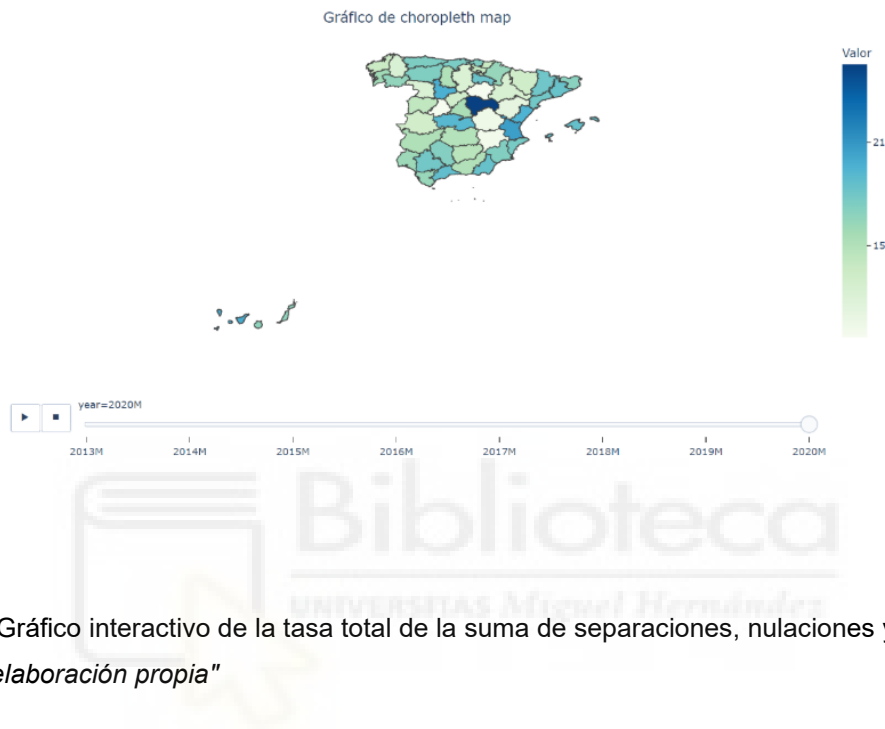 Gráfico de choropleth map
Valor
21
15
year=2020M
2013M 2014M 2015M 2016M 2017M 2018M 2019M 2020M
Biblioteca
UNIVERSITAS Miguel Hernández
Gráfico interactivo de la tasa total de la suma de separaciones, nulaciones y
elaboración propia"